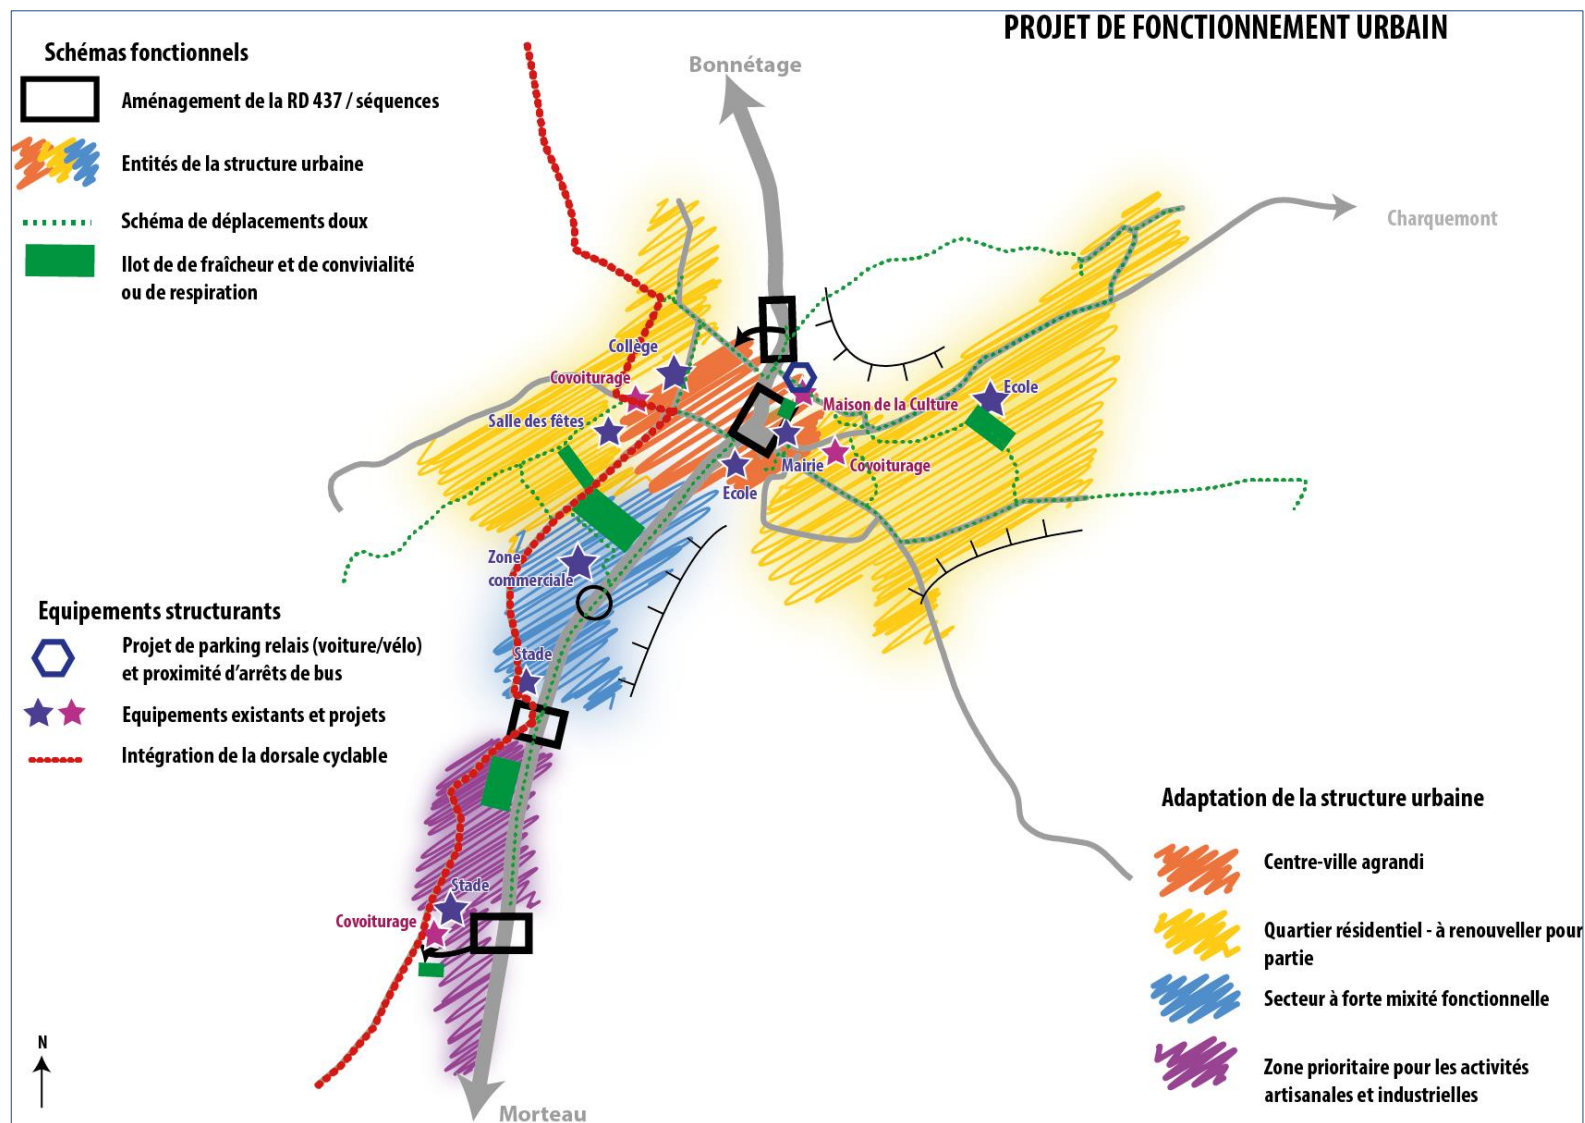 PROJET DE FONCTIONNEMENT URBAIN
Schémas fonctionnels
Aménagement de la RD 437 / séquences
Entités de la structure urbaine
Schéma de déplacements doux
Ilot de de fraîcheur et de convivialité
ou de respiration
Bonnétage
Charquemont
Collège
Covoiturage
Salle des fêtes
Ecole
Maison de la Culture
Mairie
Covoiturage
Ecole
Zone
commerciale
Stade
Equipements structurants
Projet de parking relais (voiture/vélo)
et proximité d'arrêts de bus
Equipements existants et projets
Intégration de la dorsale cyclable
Stade
Covoiturage
Morteau
N
Adaptation de la structure urbaine
Centre-ville agrandi
Quartier résidentiel - à renouveller pour
partie
Secteur à forte mixité fonctionnelle
Zone prioritaire pour les activités
artisanales et industrielles